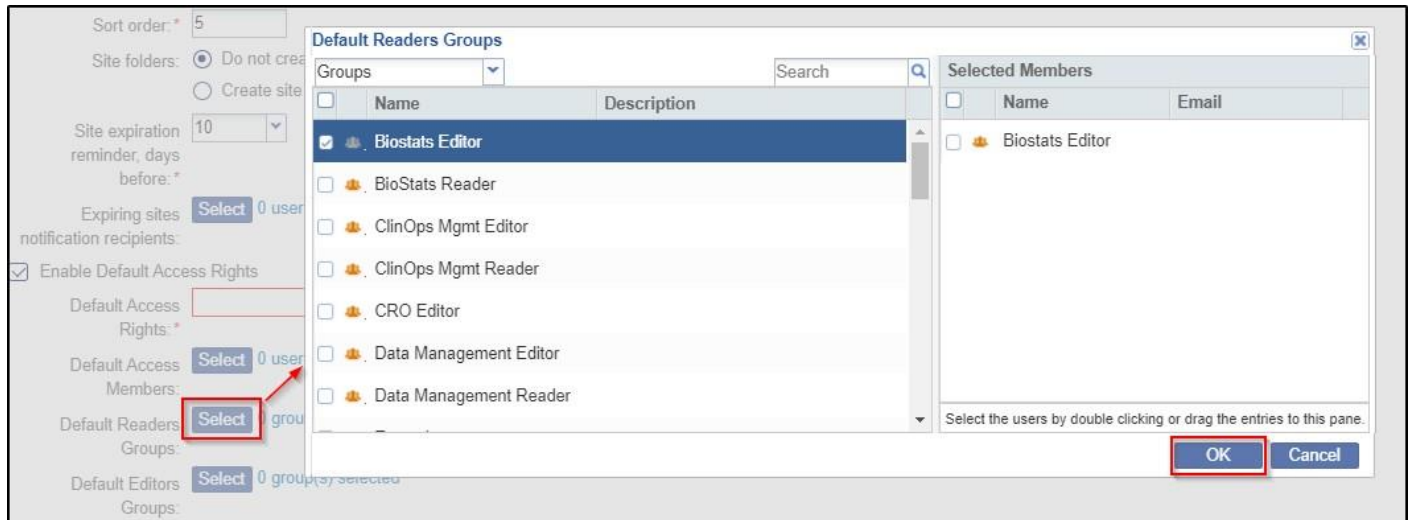 Sort order:* 5
Site folders: Do not crea
Create site
Site expiration reminder, days before:* 10
Expiring sites notification recipients: Select 0 user
Enable Default Access Rights
Default Access Rights:*
Default Access Members: Select 0 user
Default Readers Groups: Select 0 grou
Default Editors Groups: Select 0 group(s) selected
Default Readers Groups
Groups Search
Name Description
Biostats Editor
BioStats Reader
ClinOps Mgmt Editor
ClinOps Mgmt Reader
CRO Editor
Data Management Editor
Data Management Reader
Selected Members
Name Email
Biostats Editor
Select the users by double clicking or drag the entries to this pane.
OK Cancel